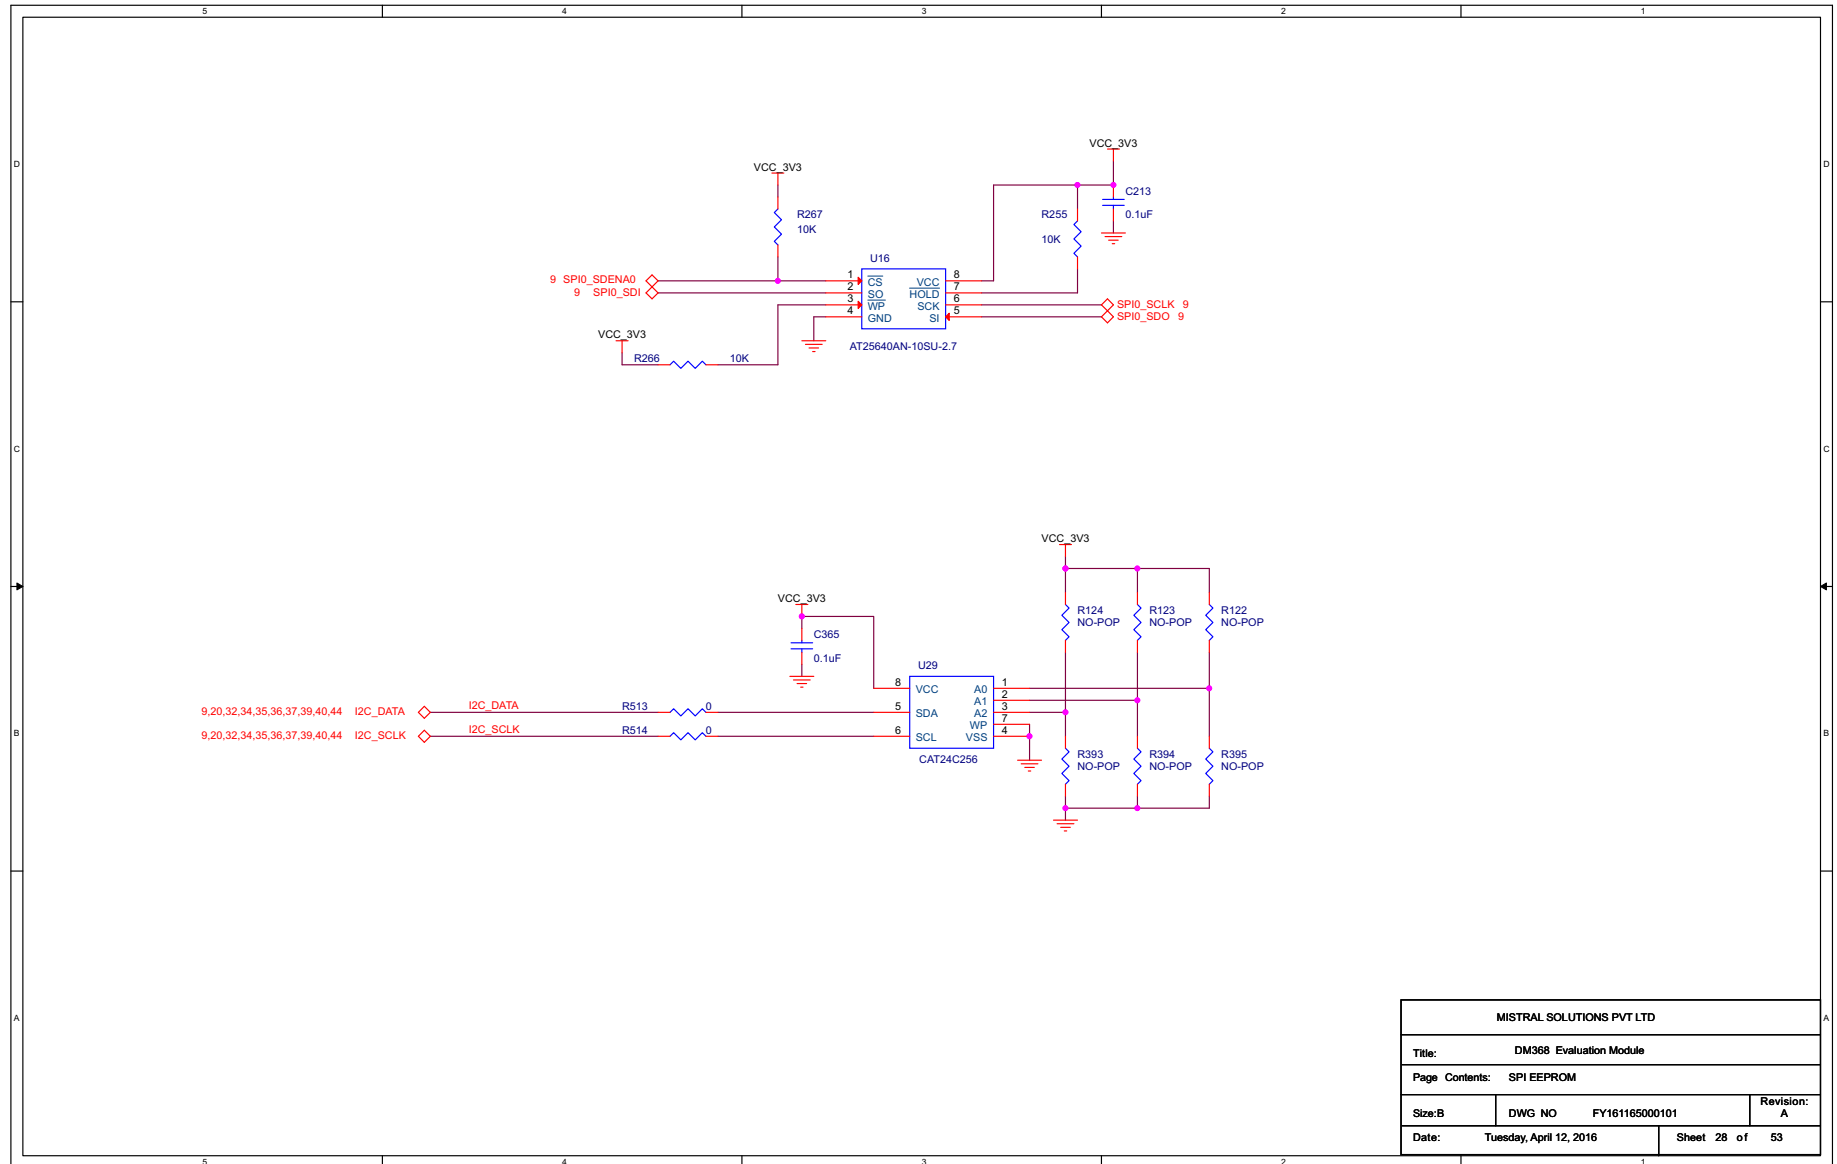 5 4 3 2 1
D D
C C
B B
A A
VCC_3V3
R267
10K
VCC_3V3
C213
0.1uF
R255
10K
U16
9 SPI0_SDENA0
9 SPI0_SDI
1 CS
2 SO
3 WP
4 GND
VCC 8
HOLD 7
SCK 6
SI 5
SPI0_SCLK 9
SPI0_SDO 9
AT25640AN-10SU-2.7
VCC_3V3
R266 10K
VCC_3V3
R124
NO-POP
R123
NO-POP
R122
NO-POP
VCC_3V3
C365
0.1uF
U29
8 VCC
5 SDA
6 SCL
A0 1
A1 2
A2 3
WP 7
VSS 4
CAT24C256
9,20,32,34,35,36,37,39,40,44 I2C_DATA I2C_DATA R513 0
9,20,32,34,35,36,37,39,40,44 I2C_SCLK I2C_SCLK R514 0
R393
NO-POP
R394
NO-POP
R395
NO-POP
MISTRAL SOLUTIONS PVT LTD
Title: DM368 Evaluation Module
Page Contents: SPI EEPROM
Size:B DWG NO FY161165000101 Revision: A
Date: Tuesday, April 12, 2016 Sheet 28 of 53
5 4 3 2 1